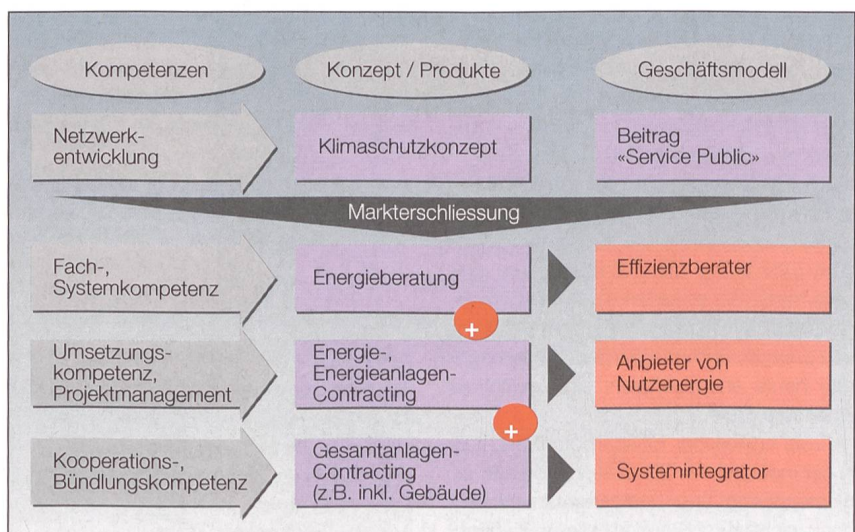 Kompetenzen
Konzept / Produkte
Geschäftsmodell
Netzwerk-
entwicklung
Klimaschutzkonzept
Beitrag
«Service Public»
Markterschliessung
Fach-,
Systemkompetenz
Energieberatung
Effizienzberater
+
Umsetzungs-
kompetenz,
Projektmanagement
Energie-,
Energieanlagen-
Contracting
Anbieter von
Nutzenergie
+
Kooperations-,
Bündlungskompetenz
Gesamtanlagen-
Contracting
(z.B. inkl. Gebäude)
Systemintegrator